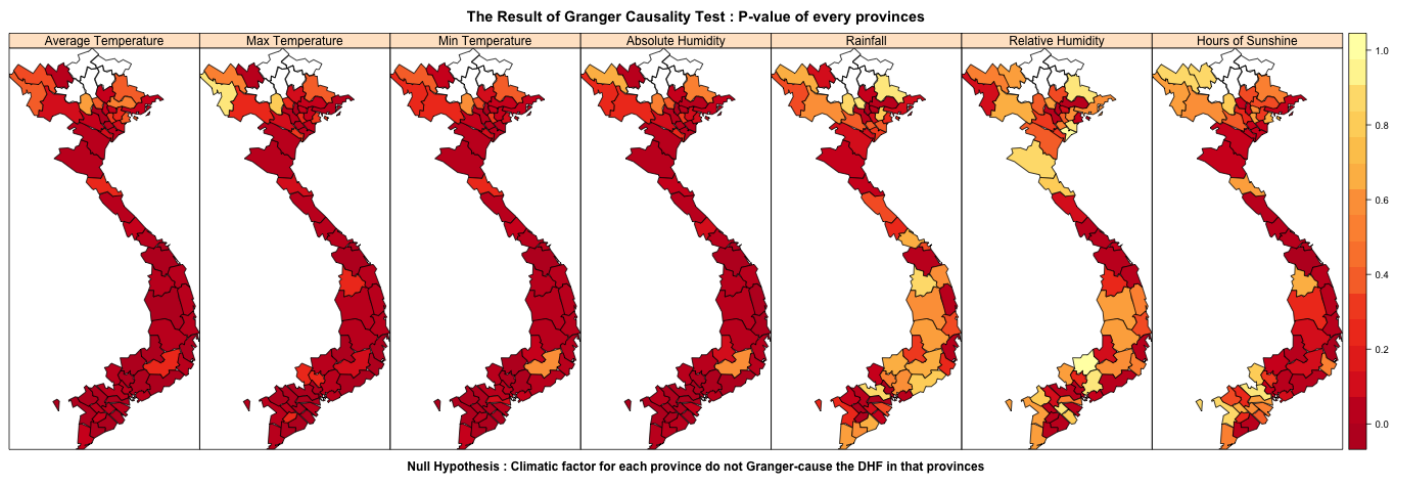 The Result of Granger Causality Test : P-value of every provinces
Average Temperature
Max Temperature
Min Temperature
Absolute Humidity
Rainfall
Relative Humidity
Hours of Sunshine
1.0
0.8
0.6
0.4
0.2
0.0
Null Hypothesis : Climatic factor for each province do not Granger-cause the DHF in that provinces